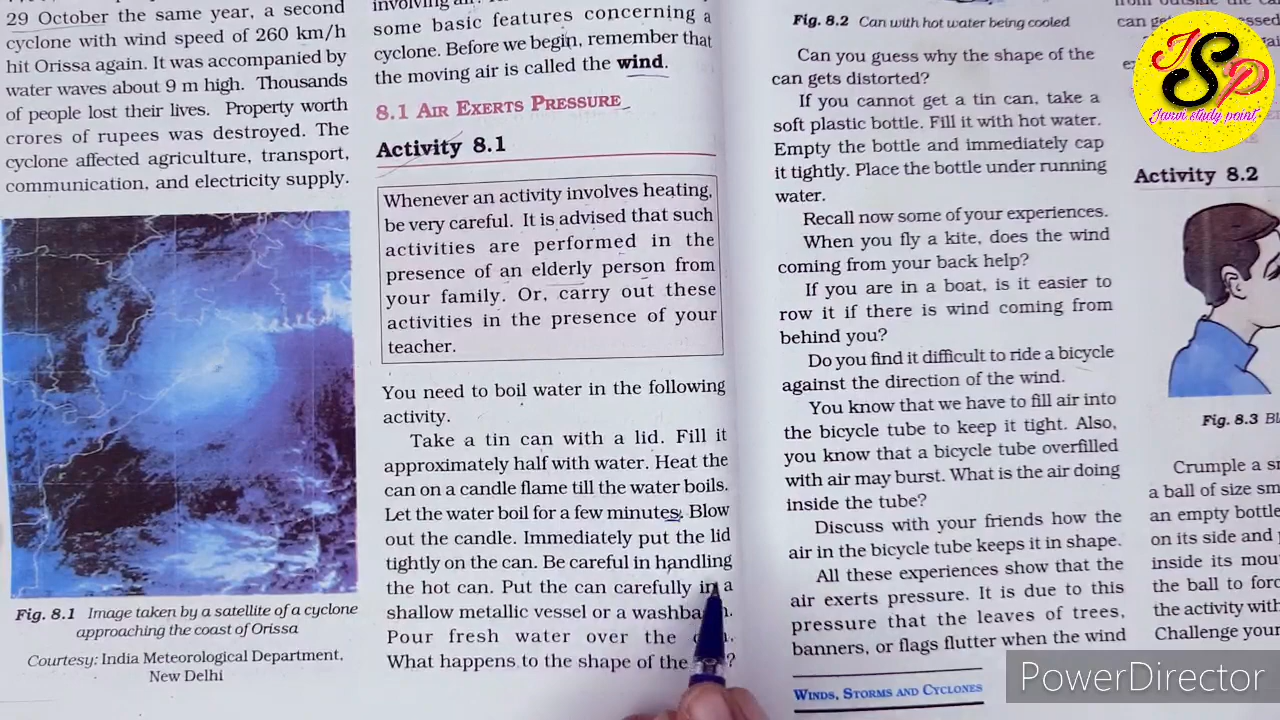 29 October the same year, a second
cyclone with wind speed of 260 km/h
hit Orissa again. It was accompanied by
water waves about 9 m high. Thousands
of people lost their lives. Property worth
crores of rupees was destroyed. The
cyclone affected agriculture, transport,
communication, and electricity supply.
Fig. 8.1 Image taken by a satellite of a cyclone
approaching the coast of Orissa
Courtesy: India Meteorological Department,
New Delhi
involving air.
some basic features concerning a
cyclone. Before we begin, remember that
the moving air is called the wind.
8.1 AIR EXERTS PRESSURE
Activity 8.1
Whenever an activity involves heating,
be very careful. It is advised that such
activities are performed in the
presence of an elderly person from
your family. Or, carry out these
activities in the presence of your
teacher.
You need to boil water in the following
activity.
Take a tin can with a lid. Fill it
approximately half with water. Heat the
can on a candle flame till the water boils.
Let the water boil for a few minutes. Blow
out the candle. Immediately put the lid
tightly on the can. Be careful in handling
the hot can. Put the can carefully in a
shallow metallic vessel or a
Pour fresh water over the
What happens to the shape of the ?
Fig. 8.2 Can with hot water being cooled
Can you guess why the shape of the
can gets distorted?
If you cannot get a tin can, take a
soft plastic bottle. Fill it with hot water.
Empty the bottle and immediately cap
it tightly. Place the bottle under running
water.
Recall now some of your experiences.
When you fly a kite, does the wind
coming from your back help?
If you are in a boat, is it easier to
row it if there is wind coming from
behind you?
Do you find it difficult to ride a bicycle
against the direction of the wind.
You know that we have to fill air into
the bicycle tube to keep it tight. Also,
you know that a bicycle tube overfilled
with air may burst. What is the air doing
inside the tube?
Discuss with your friends how the
air in the bicycle tube keeps it in shape.
All these experiences show that the
air exerts pressure. It is due to this
pressure that the leaves of trees,
banners, or flags flutter when the wind
WINDS, STORMS AND CYCLONES
from outside the
can
JSP
study point
Activity 8.2
Fig. 8.3
Crumple a
a ball of size
an empty bottle
on its side and
inside its
the ball to
the activity with
Challenge your
PowerDirector